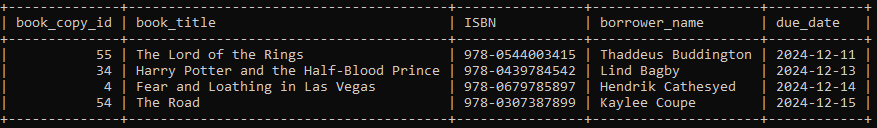 +--------------+----------------------------------------+----------------+--------------------+------------+
| book_copy_id | book_title                             | ISBN           | borrower_name      | due_date   |
+--------------+----------------------------------------+----------------+--------------------+------------+
|           55 | The Lord of the Rings                  | 978-0544003415 | Thaddeus Buddington | 2024-12-11 |
|           34 | Harry Potter and the Half-Blood Prince | 978-0439784542 | Lind Bagby         | 2024-12-13 |
|            4 | Fear and Loathing in Las Vegas         | 978-0679785897 | Hendrik Cathesyed  | 2024-12-14 |
|           54 | The Road                               | 978-0307387899 | Kaylee Coupe       | 2024-12-15 |
+--------------+----------------------------------------+----------------+--------------------+------------+